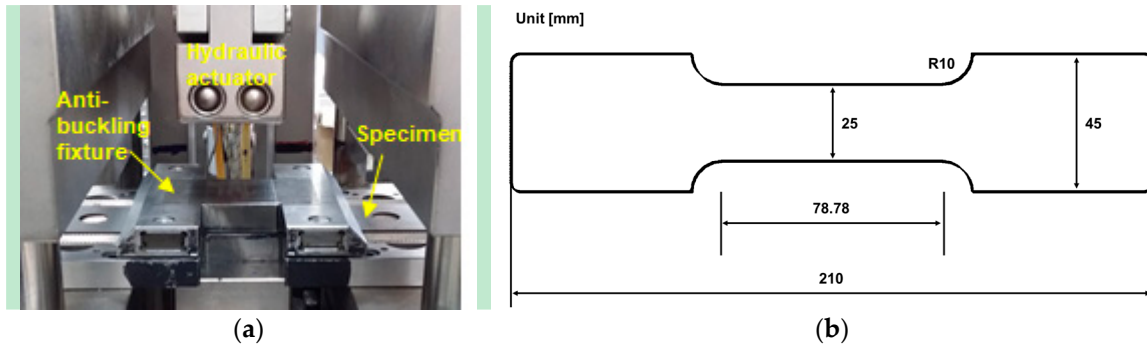 Hydraulic
actuator
Anti-
buckling
fixture
Specimen
(a)
Unit [mm]
R10
25
45
78.78
210
(b)